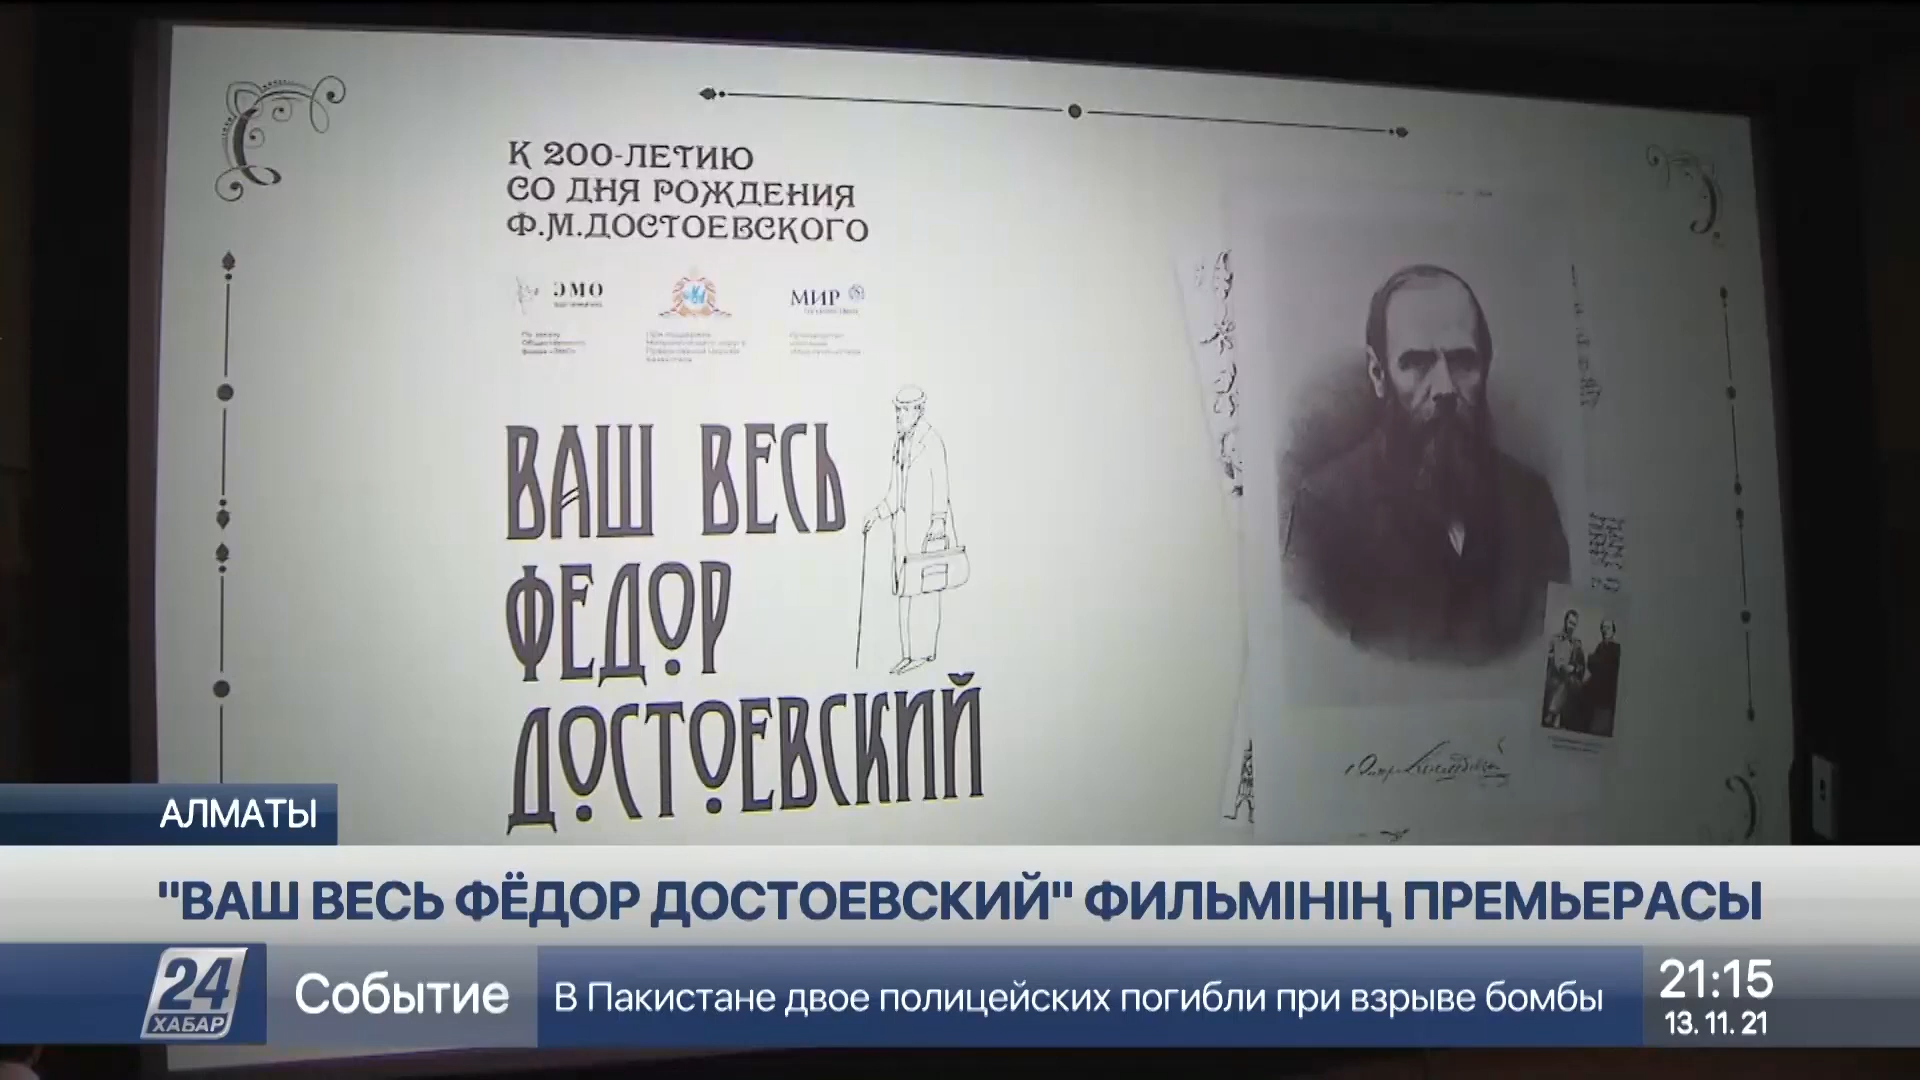 К 200-ЛЕТИЮ
СО ДНЯ РОЖДЕНИЯ
Ф.М.ДОСТОЕВСКОГО
ЭМО
МИР
ВАШ ВЕСЬ
ФЕДОР
ДОСТОЕВСКИЙ
АЛМАТЫ
"ВАШ ВЕСЬ ФЁДОР ДОСТОЕВСКИЙ" ФИЛЬМІНІҢ ПРЕМЬЕРАСЫ
24
ХАБАР
Событие
В Пакистане двое полицейских погибли при взрыве бомбы
21:15
13. 11. 21